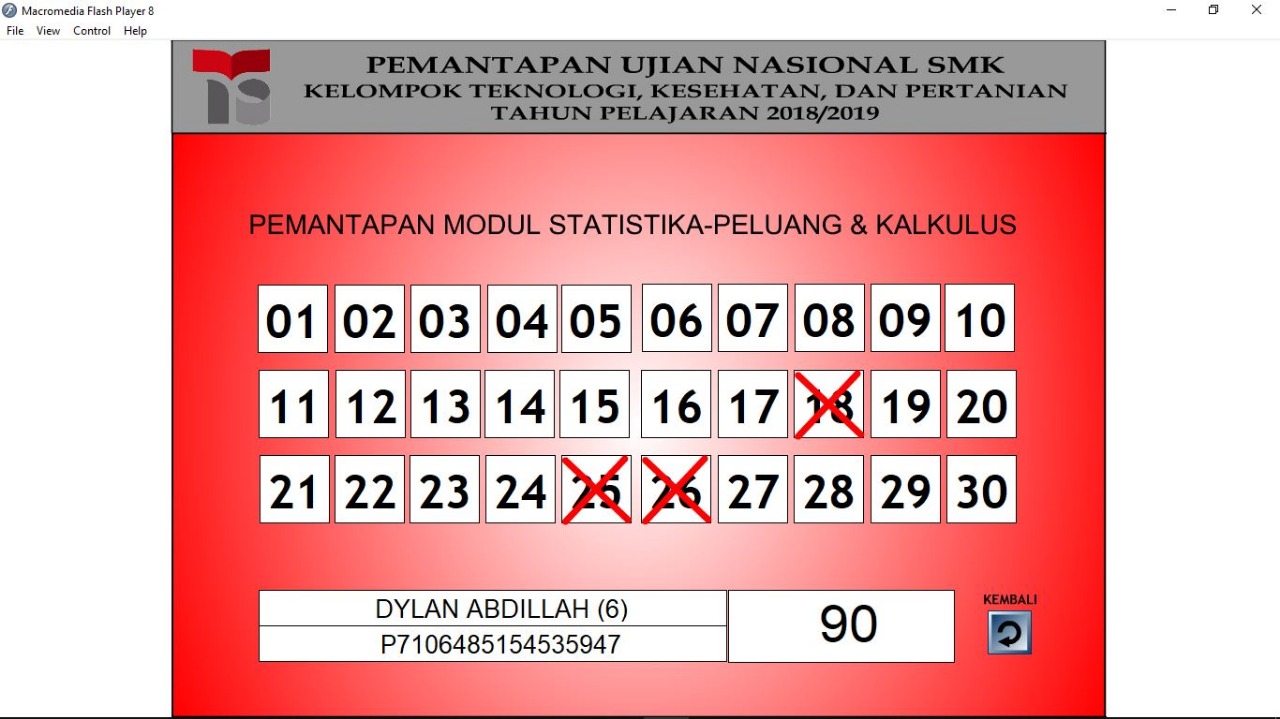 Macromedia Flash Player 8
File View Control Help
PEMANTAPAN UJIAN NASIONAL SMK
KELOMPOK TEKNOLOGI, KESEHATAN, DAN PERTANIAN
TAHUN PELAJARAN 2018/2019
PEMANTAPAN MODUL STATISTIKA-PELUANG & KALKULUS
01 02 03 04 05 06 07 08 09 10
11 12 13 14 15 16 17 18 19 20
21 22 23 24 25 26 27 28 29 30
DYLAN ABDILLAH (6)
P7106485154535947
90
KEMBALI